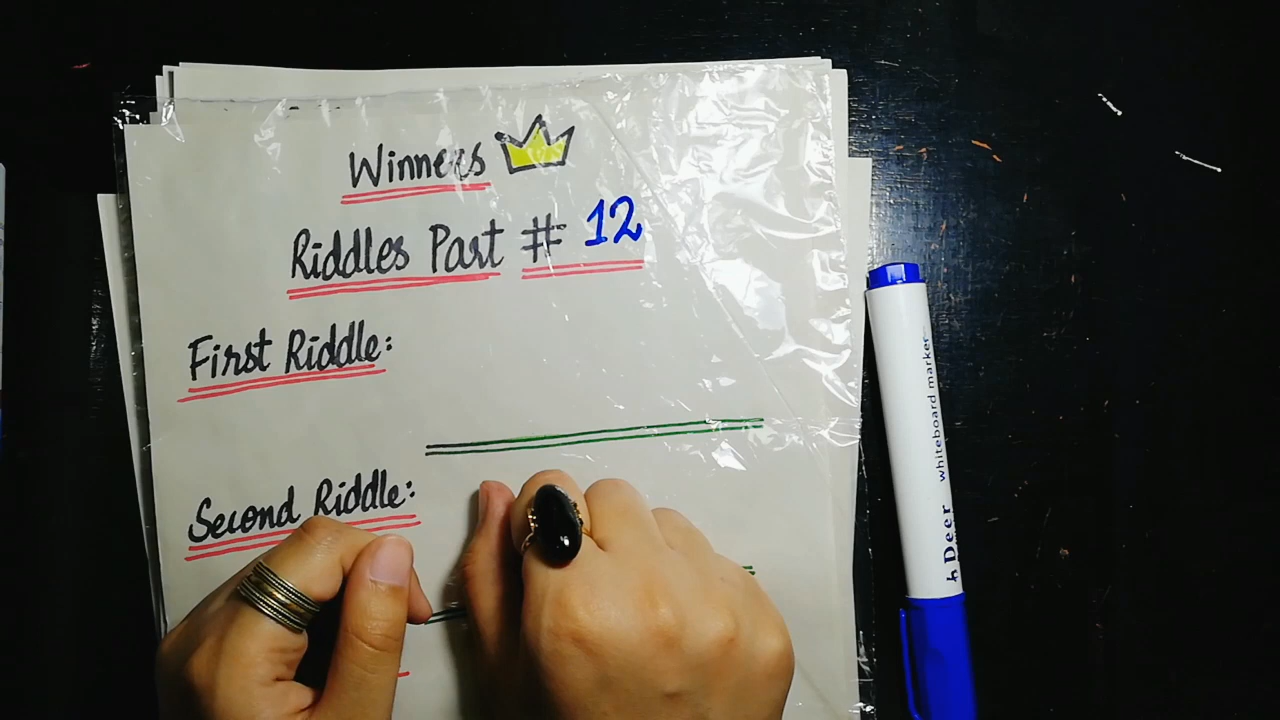 Winners
Riddles Part # 12
First Riddle:
Second Riddle:
Deer whiteboard marker